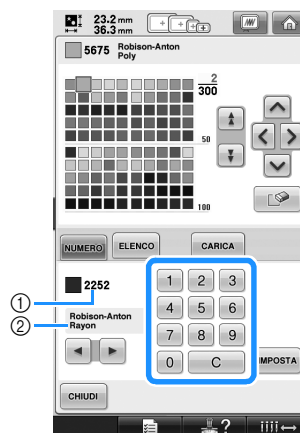 23.2 mm
36.3 mm
5675 Robison-Anton
Poly
2
300
50
100
NUMERO ELENCO CARICA
① 2252
② Robison-Anton
Rayon
1 2 3
4 5 6
7 8 9
0 C
IMPOSTA
CHIUDI
?